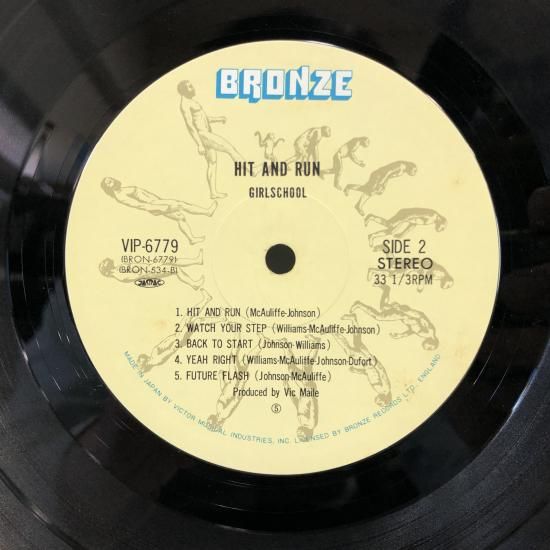 BRONZE
HIT AND RUN
GIRLSCHOOL
VIP-6779
(BRON-6779)
(BRON-534-B)
JASRAC
SIDE 2
STEREO
33 1/3RPM
1. HIT AND RUN (McAuliffe-Johnson)
2. WATCH YOUR STEP (Williams-McAuliffe-Johnson)
3. BACK TO START (Johnson-Williams)
4. YEAH RIGHT (Williams-McAuliffe-Johnson-Dufort)
5. FUTURE FLASH (Johnson-McAuliffe)
Produced by Vic Maile
⑤
MADE IN JAPAN BY VICTOR MUSICAL INDUSTRIES, INC. LICENSED BY BRONZE RECORDS LTD. ENGLAND